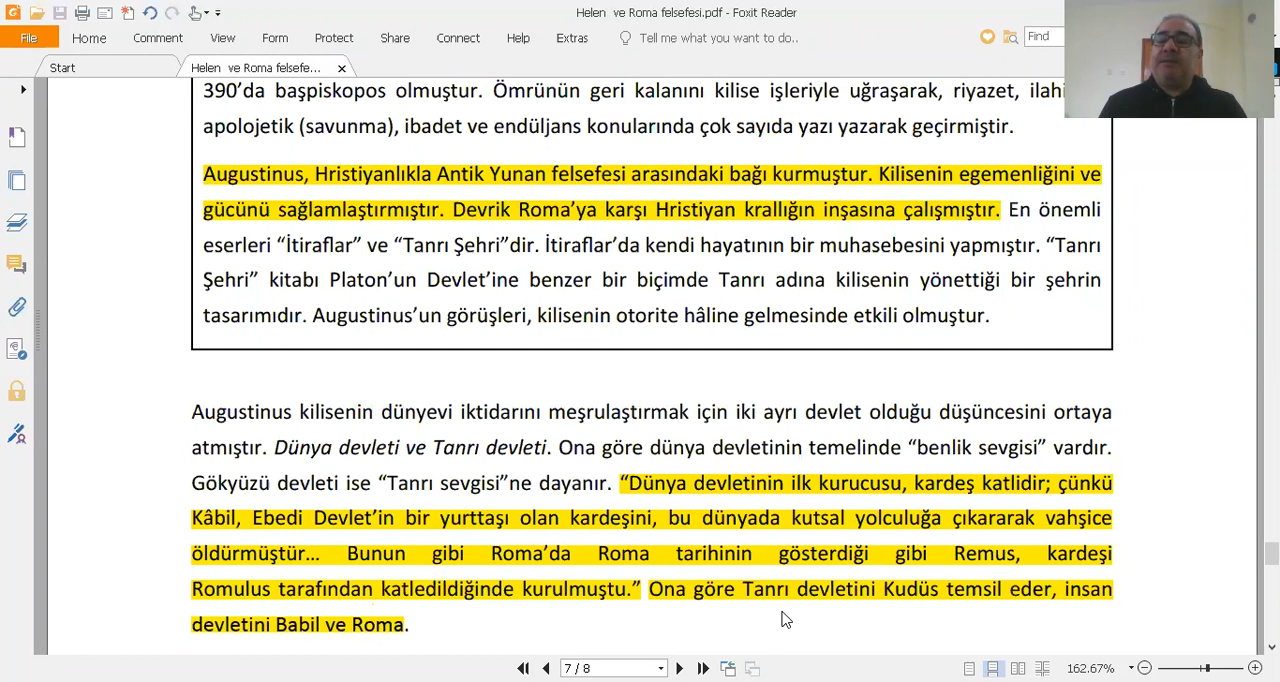 Helen ve Roma felsefesi.pdf - Foxit Reader
File Home Comment View Form Protect Share Connect Help Extras Tell me what you want to do.. Find
Start Helen ve Roma felsefe...
390’da başpiskopos olmuştur. Ömrünün geri kalanını kilise işleriyle uğraşarak, riyazet,
apolojetik (savunma), ibadet ve endüljans konularında çok sayıda yazı yazarak geçirmiştir.
Augustinus, Hristiyanlıkla Antik Yunan felsefesi arasındaki bağı kurmuştur. Kilisenin egemenliğini ve
gücünü sağlamlaştırmıştır. Devrik Roma’ya karşı Hristiyan krallığın inşasına çalışmıştır. En önemli
eserleri “İtiraflar” ve “Tanrı Şehri”dir. İtiraflar’da kendi hayatının bir muhasebesini yapmıştır. “Tanrı
Şehri” kitabı Platon’un Devlet’ine benzer bir biçimde Tanrı adına kilisenin yönettiği bir şehrin
tasarımıdır. Augustinus’un görüşleri, kilisenin otorite hâline gelmesinde etkili olmuştur.
Augustinus kilisenin dünyevi iktidarını meşrulaştırmak için iki ayrı devlet olduğu düşüncesini ortaya
atmıştır. Dünya devleti ve Tanrı devleti. Ona göre dünya devletinin temelinde “benlik sevgisi” vardır.
Gökyüzü devleti ise “Tanrı sevgisi”ne dayanır. “Dünya devletinin ilk kurucusu, kardeş katlidir; çünkü
Kâbil, Ebedi Devlet’in bir yurttaşı olan kardeşini, bu dünyada kutsal yolculuğa çıkararak vahşice
öldürmüştür... Bunun gibi Roma’da Roma tarihinin gösterdiği gibi Remus, kardeşi
Romulus tarafından katledildiğinde kurulmuştu.” Ona göre Tanrı devletini Kudüs temsil eder, insan
devletini Babil ve Roma.
7 / 8 162.67%